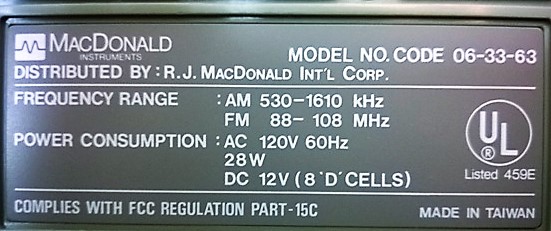 MACDONALD
INSTRUMENTS
MODEL NO. CODE 06-33-63
DISTRIBUTED BY : R.J. MACDONALD INT'L CORP.
FREQUENCY RANGE : AM 530-1610 kHz
FM 88- 108 MHz
POWER CONSUMPTION : AC 120V 60Hz
28W
DC 12V (8 'D' CELLS)
UL
®
Listed 459E
COMPLIES WITH FCC REGULATION PART-15C
MADE IN TAIWAN